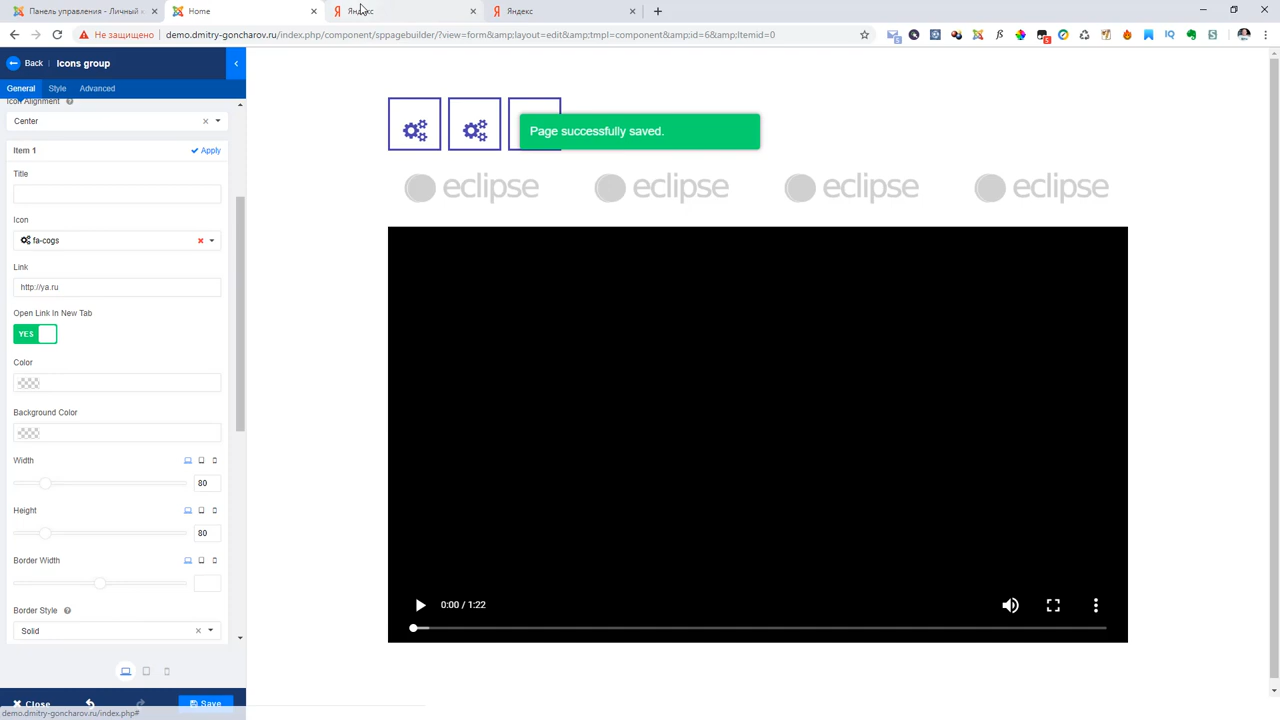 Панель управления - Личный
Home
Яндекс
Яндекс
Не защищено
demo.dmitry-goncharov.ru/index.php/component/sppagebuilder/?view=form&amp;layout=edit&amp;tmpl=component&amp;id=6&amp;Itemid=0
Back
Icons group
General
Style
Advanced
Icon Alignment
Center
Item 1
Apply
Title
Icon
fa-cogs
Link
http://ya.ru
Open Link In New Tab
YES
Color
Background Color
Width
80
Height
80
Border Width
Border Style
Solid
Close
Save
demo.dmitry-goncharov.ru/index.php#
Page successfully saved.
eclipse eclipse eclipse eclipse
0:00 / 1:22